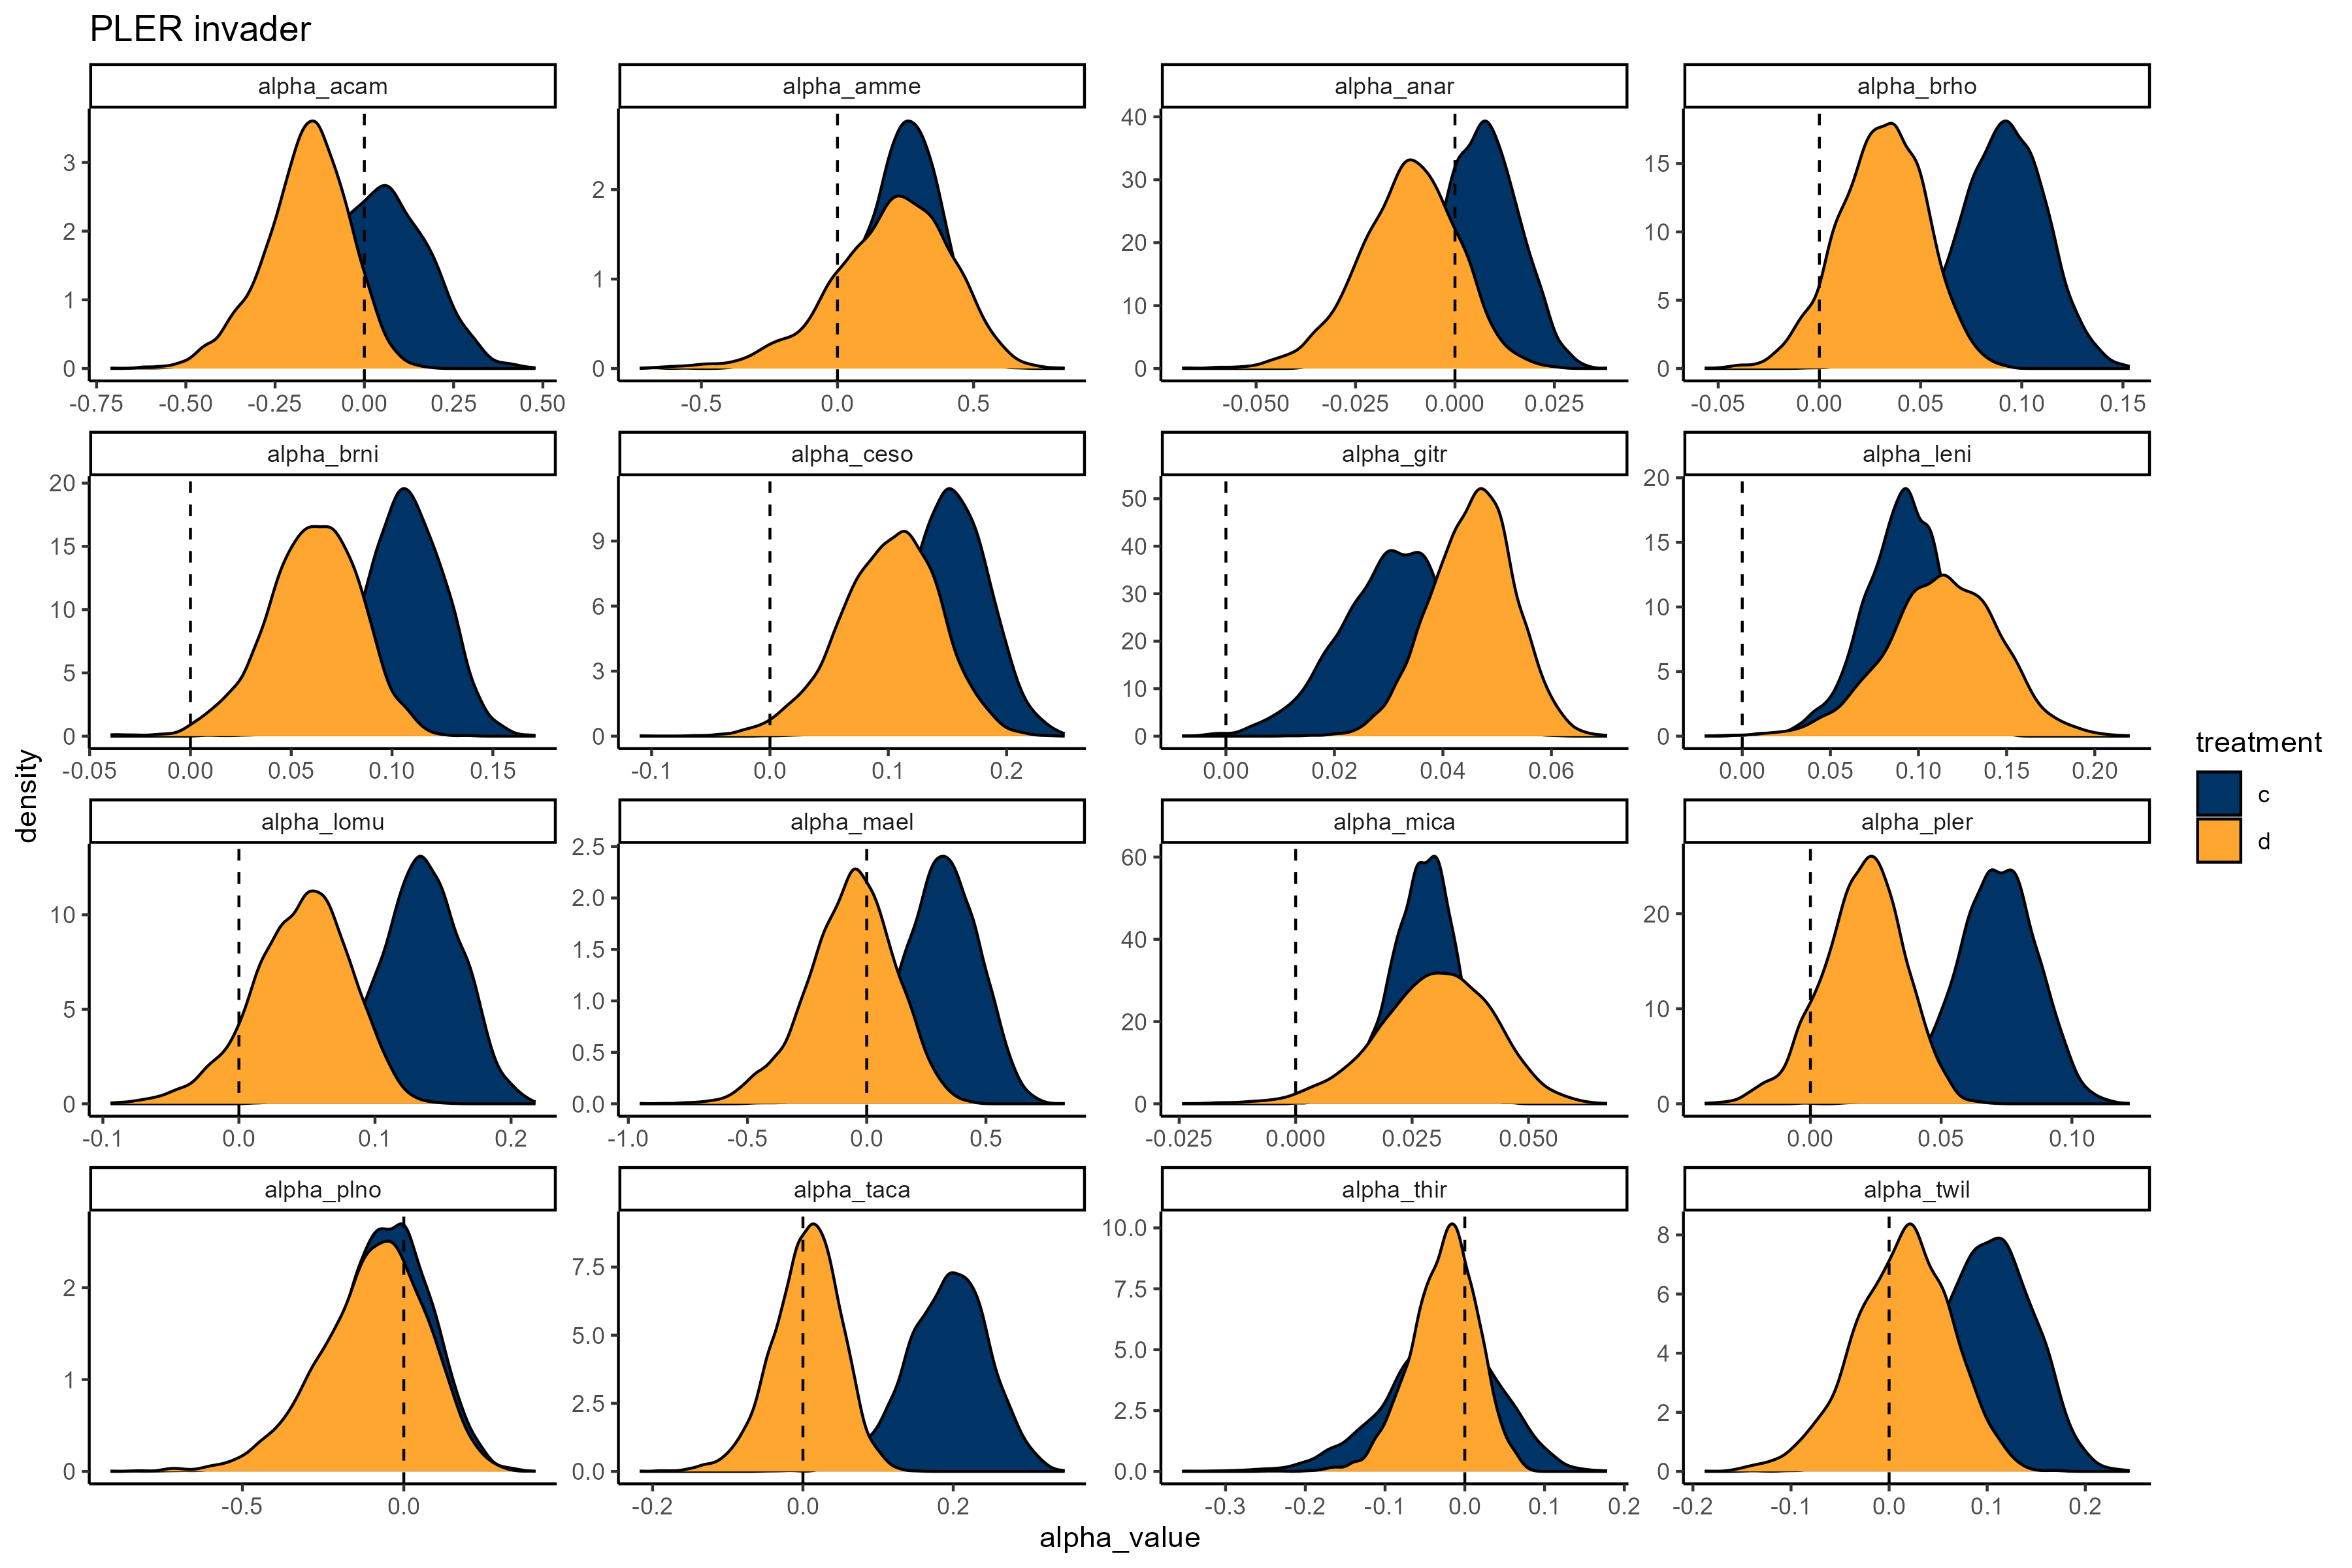 PLER invader
alpha_acam alpha_amme alpha_anar alpha_brho
0 1 2 3
-0.75 -0.50 -0.25 0.00 0.25 0.50
0 1 2
-0.5 0.0 0.5
0 10 20 30 40
-0.050 -0.025 0.000 0.025
0 5 10 15
-0.05 0.00 0.05 0.10 0.15
alpha_brni alpha_ceso alpha_gitr alpha_leni
0 5 10 15 20
-0.05 0.00 0.05 0.10 0.15
0 3 6 9
-0.1 0.0 0.1 0.2
0 10 20 30 40 50
0.00 0.02 0.04 0.06
0 5 10 15 20
0.00 0.05 0.10 0.15 0.20
alpha_lomu alpha_mael alpha_mica alpha_pler
0 5 10
-0.1 0.0 0.1 0.2
0.0 0.5 1.0 1.5 2.0 2.5
-1.0 -0.5 0.0 0.5
0 20 40 60
-0.025 0.000 0.025 0.050
0 10 20
0.00 0.05 0.10
alpha_plno alpha_taca alpha_thir alpha_twil
0 1 2
-0.5 0.0
0.0 2.5 5.0 7.5
-0.2 0.0 0.2
0.0 2.5 5.0 7.5 10.0
-0.3 -0.2 -0.1 0.0 0.1 0.2
0 2 4 6 8
-0.2 -0.1 0.0 0.1 0.2
density
alpha_value
treatment
c
d